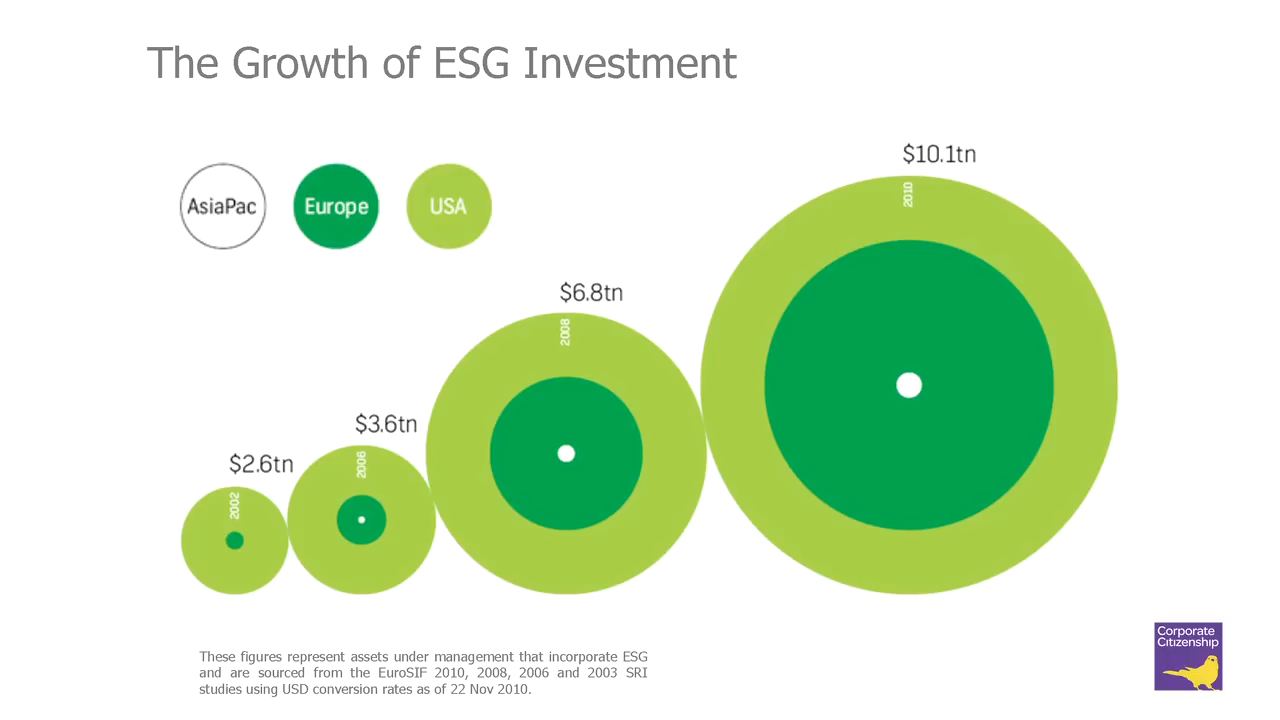 The Growth of ESG Investment
AsiaPac
Europe
USA
$2.6tn
2002
$3.6tn
2006
$6.8tn
2008
$10.1tn
2010
These figures represent assets under management that incorporate ESG
and are sourced from the EuroSIF 2010, 2008, 2006 and 2003 SRI
studies using USD conversion rates as of 22 Nov 2010.
Corporate
Citizenship